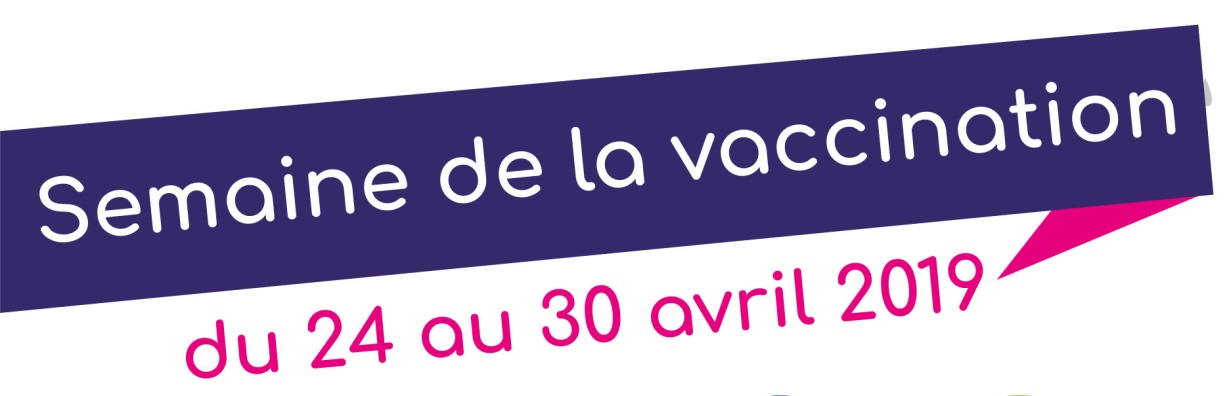 Semaine de la vaccination
du 24 au 30 avril 2019